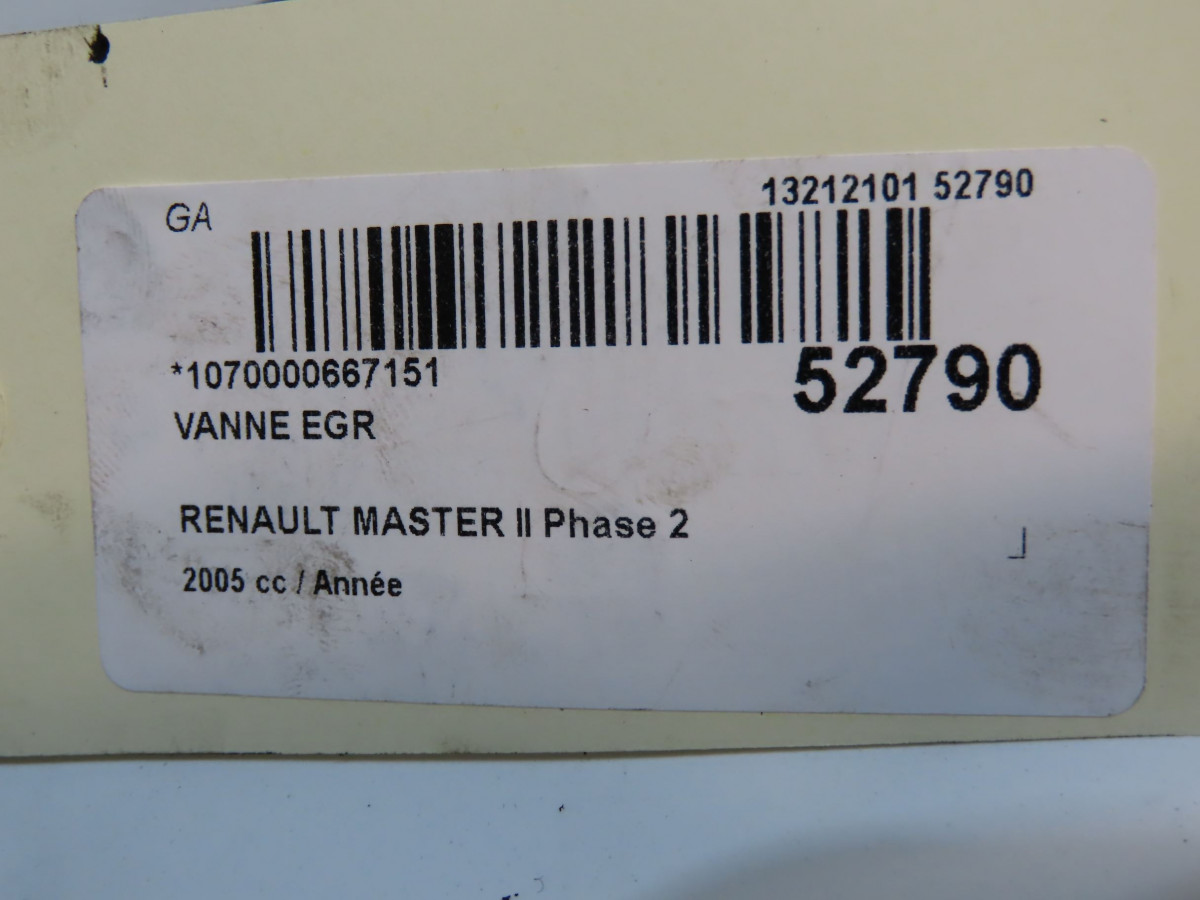 GA
13212101 52790
*1070000667151
52790
VANNE EGR
RENAULT MASTER II Phase 2
2005 cc / Année